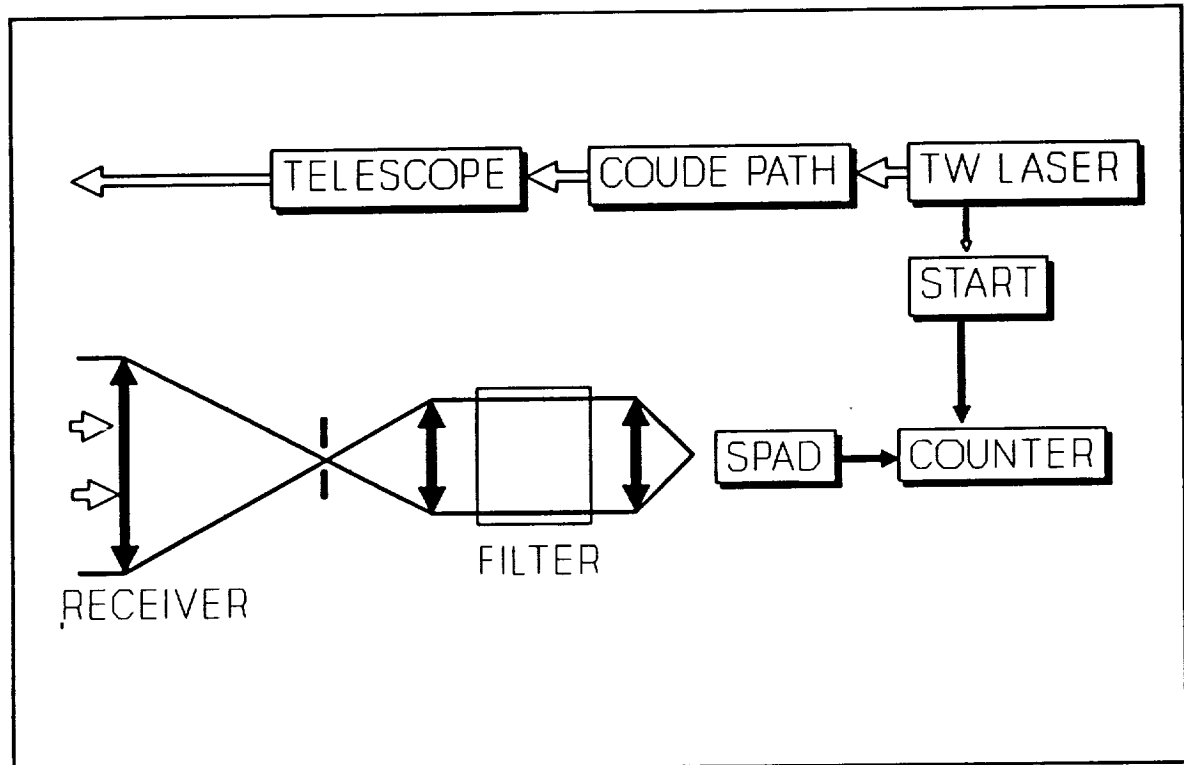 TELESCOPE COUDE PATH TW LASER
START
SPAD COUNTER
FILTER
RECEIVER